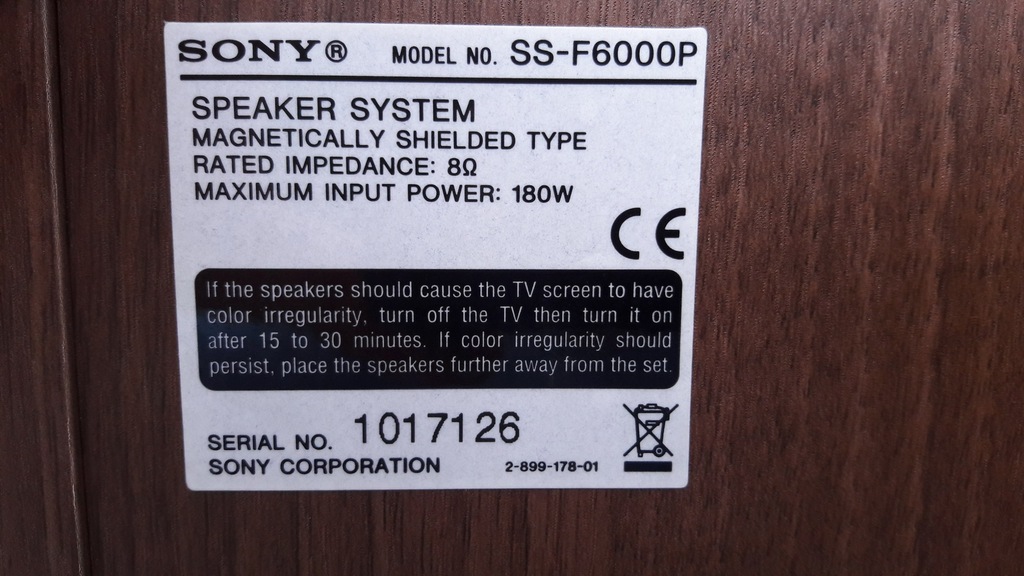 SONY® MODEL NO. SS-F6000P
SPEAKER SYSTEM
MAGNETICALLY SHIELDED TYPE
RATED IMPEDANCE: 8Ω
MAXIMUM INPUT POWER: 180W
CE
If the speakers should cause the TV screen to have
color irregularity, turn off the TV then turn it on
after 15 to 30 minutes. If color irregularity should
persist, place the speakers further away from the set.
SERIAL NO. 1017126
SONY CORPORATION 2-899-178-01